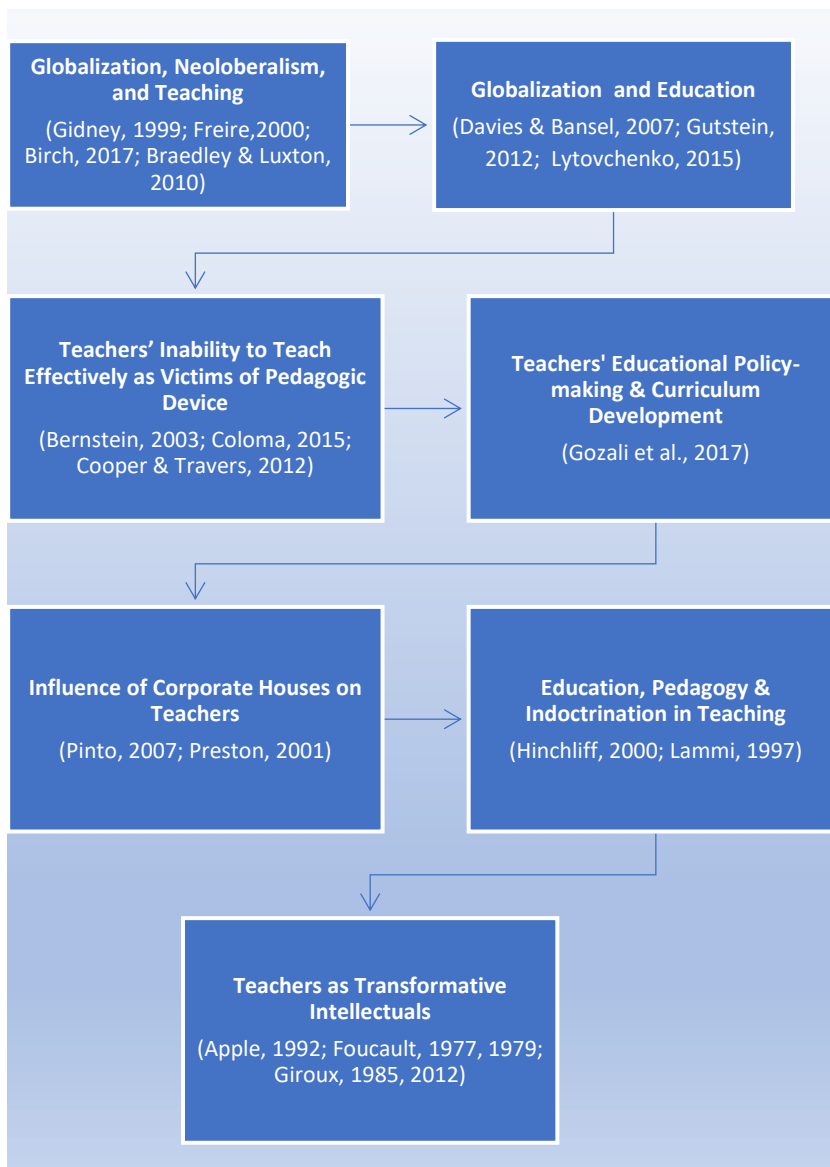 Globalization, Neoloberalism,
and Teaching
(Gidney, 1999; Freire,2000;
Birch, 2017; Braedley & Luxton,
2010)
Globalization and Education
(Davies & Bansel, 2007; Gutstein,
2012; Lytovchenko, 2015)
Teachers’ Inability to Teach
Effectively as Victims of Pedagogic
Device
(Bernstein, 2003; Coloma, 2015;
Cooper & Travers, 2012)
Teachers' Educational Policy-
making & Curriculum
Development
(Gozali et al., 2017)
Influence of Corporate Houses on
Teachers
(Pinto, 2007; Preston, 2001)
Education, Pedagogy &
Indoctrination in Teaching
(Hinchliff, 2000; Lammi, 1997)
Teachers as Transformative
Intellectuals
(Apple, 1992; Foucault, 1977, 1979;
Giroux, 1985, 2012)